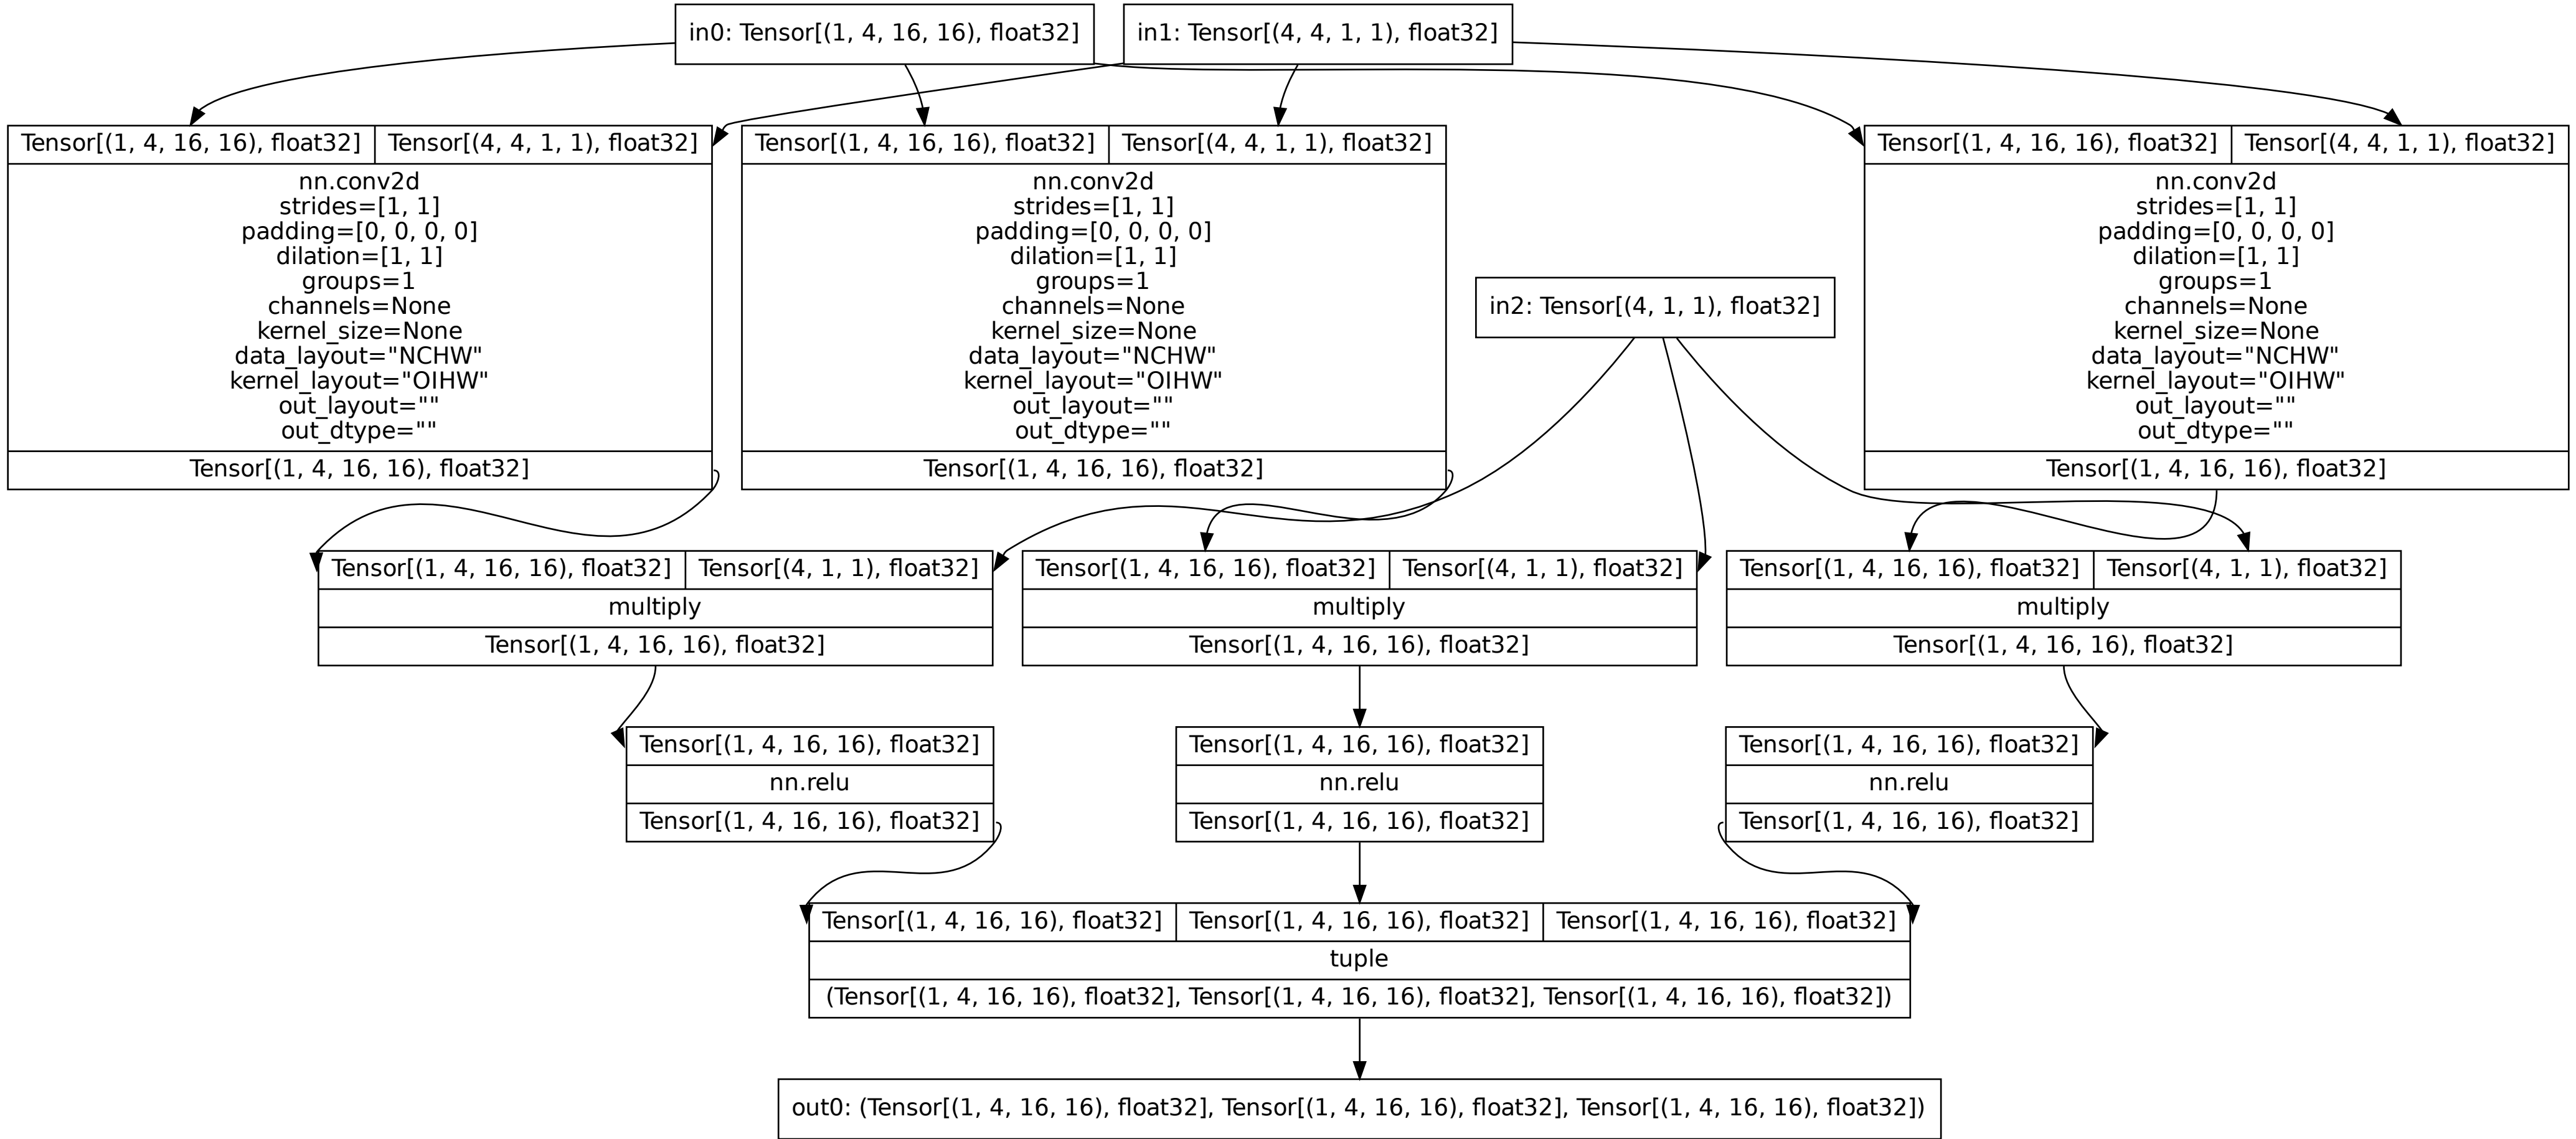 in0: Tensor[(1, 4, 16, 16), float32]
in1: Tensor[(4, 4, 1, 1), float32]
Tensor[(1, 4, 16, 16), float32]
Tensor[(4, 4, 1, 1), float32]
nn.conv2d
strides=[1, 1]
padding=[0, 0, 0, 0]
dilation=[1, 1]
groups=1
channels=None
kernel_size=None
data_layout="NCHW"
kernel_layout="OIHW"
out_layout=""
out_dtype=""
Tensor[(1, 4, 16, 16), float32]
Tensor[(1, 4, 16, 16), float32]
Tensor[(4, 4, 1, 1), float32]
nn.conv2d
strides=[1, 1]
padding=[0, 0, 0, 0]
dilation=[1, 1]
groups=1
channels=None
kernel_size=None
data_layout="NCHW"
kernel_layout="OIHW"
out_layout=""
out_dtype=""
Tensor[(1, 4, 16, 16), float32]
in2: Tensor[(4, 1, 1), float32]
Tensor[(1, 4, 16, 16), float32]
Tensor[(4, 4, 1, 1), float32]
nn.conv2d
strides=[1, 1]
padding=[0, 0, 0, 0]
dilation=[1, 1]
groups=1
channels=None
kernel_size=None
data_layout="NCHW"
kernel_layout="OIHW"
out_layout=""
out_dtype=""
Tensor[(1, 4, 16, 16), float32]
Tensor[(1, 4, 16, 16), float32]
Tensor[(4, 1, 1), float32]
multiply
Tensor[(1, 4, 16, 16), float32]
Tensor[(1, 4, 16, 16), float32]
Tensor[(4, 1, 1), float32]
multiply
Tensor[(1, 4, 16, 16), float32]
Tensor[(1, 4, 16, 16), float32]
Tensor[(4, 1, 1), float32]
multiply
Tensor[(1, 4, 16, 16), float32]
Tensor[(1, 4, 16, 16), float32]
nn.relu
Tensor[(1, 4, 16, 16), float32]
Tensor[(1, 4, 16, 16), float32]
nn.relu
Tensor[(1, 4, 16, 16), float32]
Tensor[(1, 4, 16, 16), float32]
nn.relu
Tensor[(1, 4, 16, 16), float32]
Tensor[(1, 4, 16, 16), float32]
Tensor[(1, 4, 16, 16), float32]
Tensor[(1, 4, 16, 16), float32]
tuple
(Tensor[(1, 4, 16, 16), float32], Tensor[(1, 4, 16, 16), float32], Tensor[(1, 4, 16, 16), float32])
out0: (Tensor[(1, 4, 16, 16), float32], Tensor[(1, 4, 16, 16), float32], Tensor[(1, 4, 16, 16), float32])